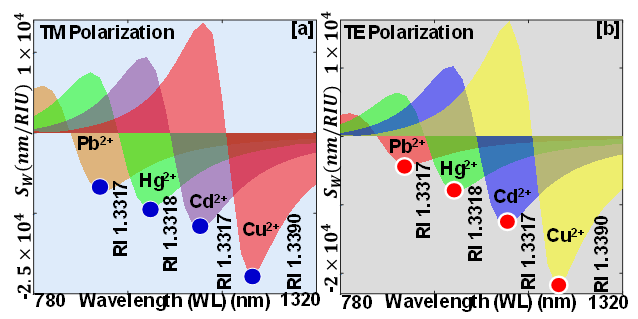 TM Polarization [a]
1×10⁴
S_W (nm/RIU)
-2.5×10⁴
Pb²⁺
Hg²⁺
Cd²⁺
Cu²⁺
RI 1.3317
RI 1.3318
RI 1.3317
RI 1.3390
780 Wavelength (WL) (nm) 1320
TE Polarization [b]
1×10⁴
S_W (nm/RIU)
-2×10⁴
Pb²⁺
Hg²⁺
Cd²⁺
Cu²⁺
RI 1.3317
RI 1.3318
RI 1.3317
RI 1.3390
780 Wavelength (WL) (nm) 1320